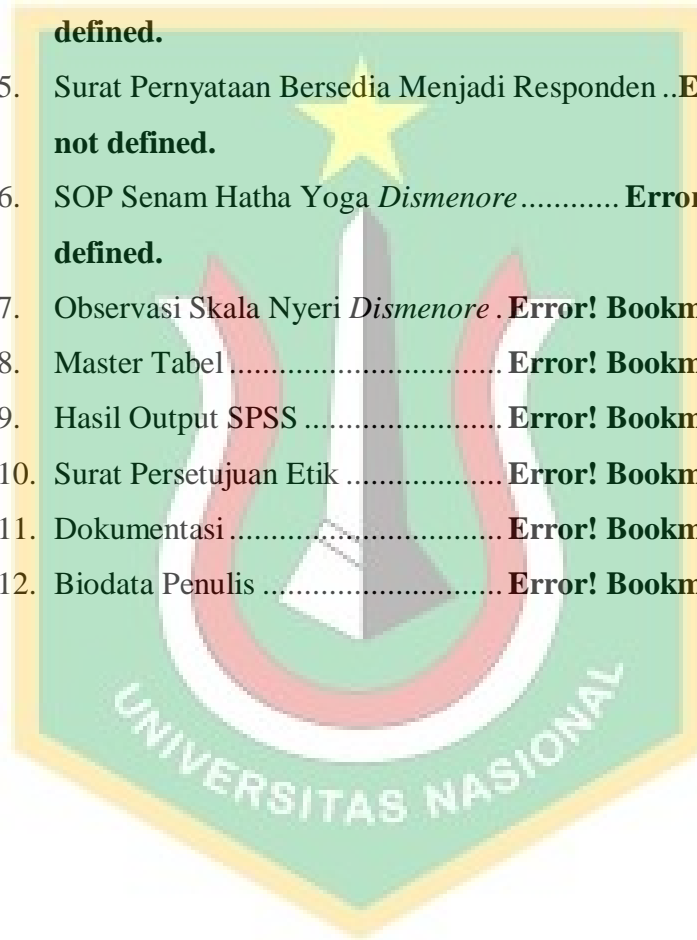 defined.
5. Surat Pernyataan Bersedia Menjadi Responden ..E
not defined.
6. SOP Senam Hatha Yoga Dismenore............ Error
defined.
7. Observasi Skala Nyeri Dismenore . Error! Bookm
8. Master Tabel................................... Error! Bookm
9. Hasil Output SPSS ......................... Error! Bookm
10. Surat Persetujuan Etik .................... Error! Bookm
11. Dokumentasi................................... Error! Bookm
12. Biodata Penulis .............................. Error! Bookm
UNIVERSITAS NASIONAL